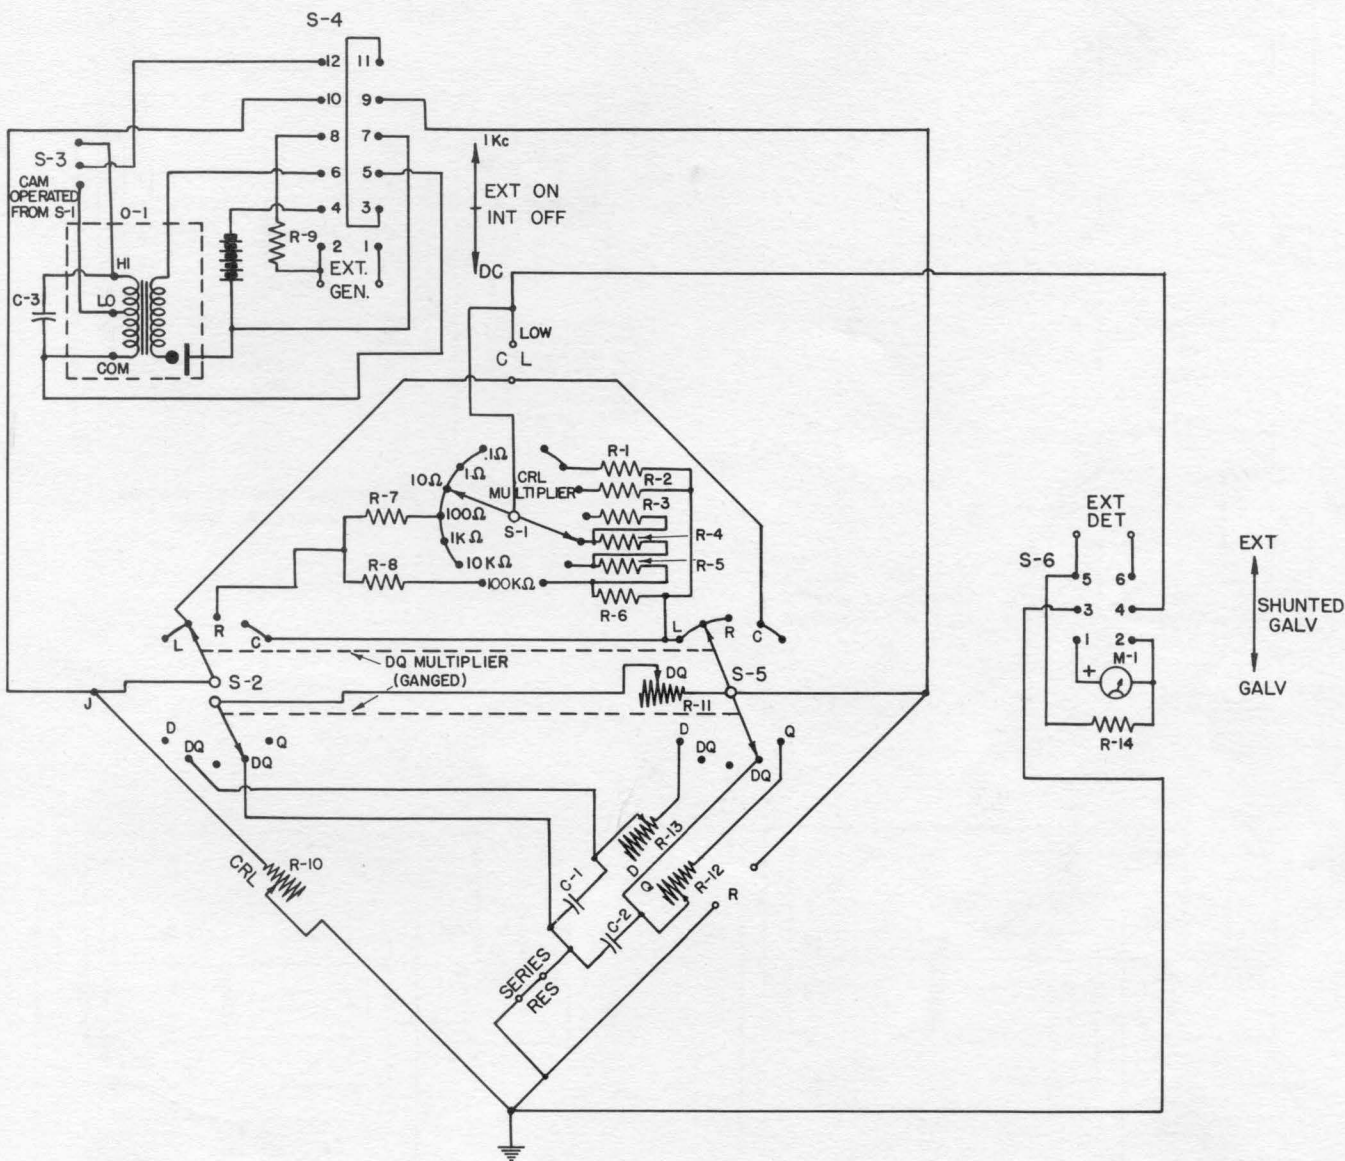 S-4
12 11
10 9
8 7
6 5
4 3
2 1
1Kc
EXT ON
INT OFF
DC
S-3
CAM
OPERATED
FROM S-1
O-1
R-9
EXT.
GEN.
HI
C-3
LO
COM
LOW
C L
.1Ω
1Ω
10Ω
100Ω
1KΩ
10KΩ
100KΩ
CRL
MULTIPLIER
S-1
R-1
R-2
R-3
R-4
R-5
R-6
R-7
R-8
L R C
L R C
DQ MULTIPLIER
(GANGED)
S-2
DQ
S-5
R-11
J
D Q
DQ DQ
D Q
DQ DQ
R-13
D
R-12
Q
C-1
C-2
R
CRL
R-10
SERIES
RES
EXT
DET
S-6
5 6
3 4
1 2
+
M-1
R-14
EXT
SHUNTED
GALV
GALV